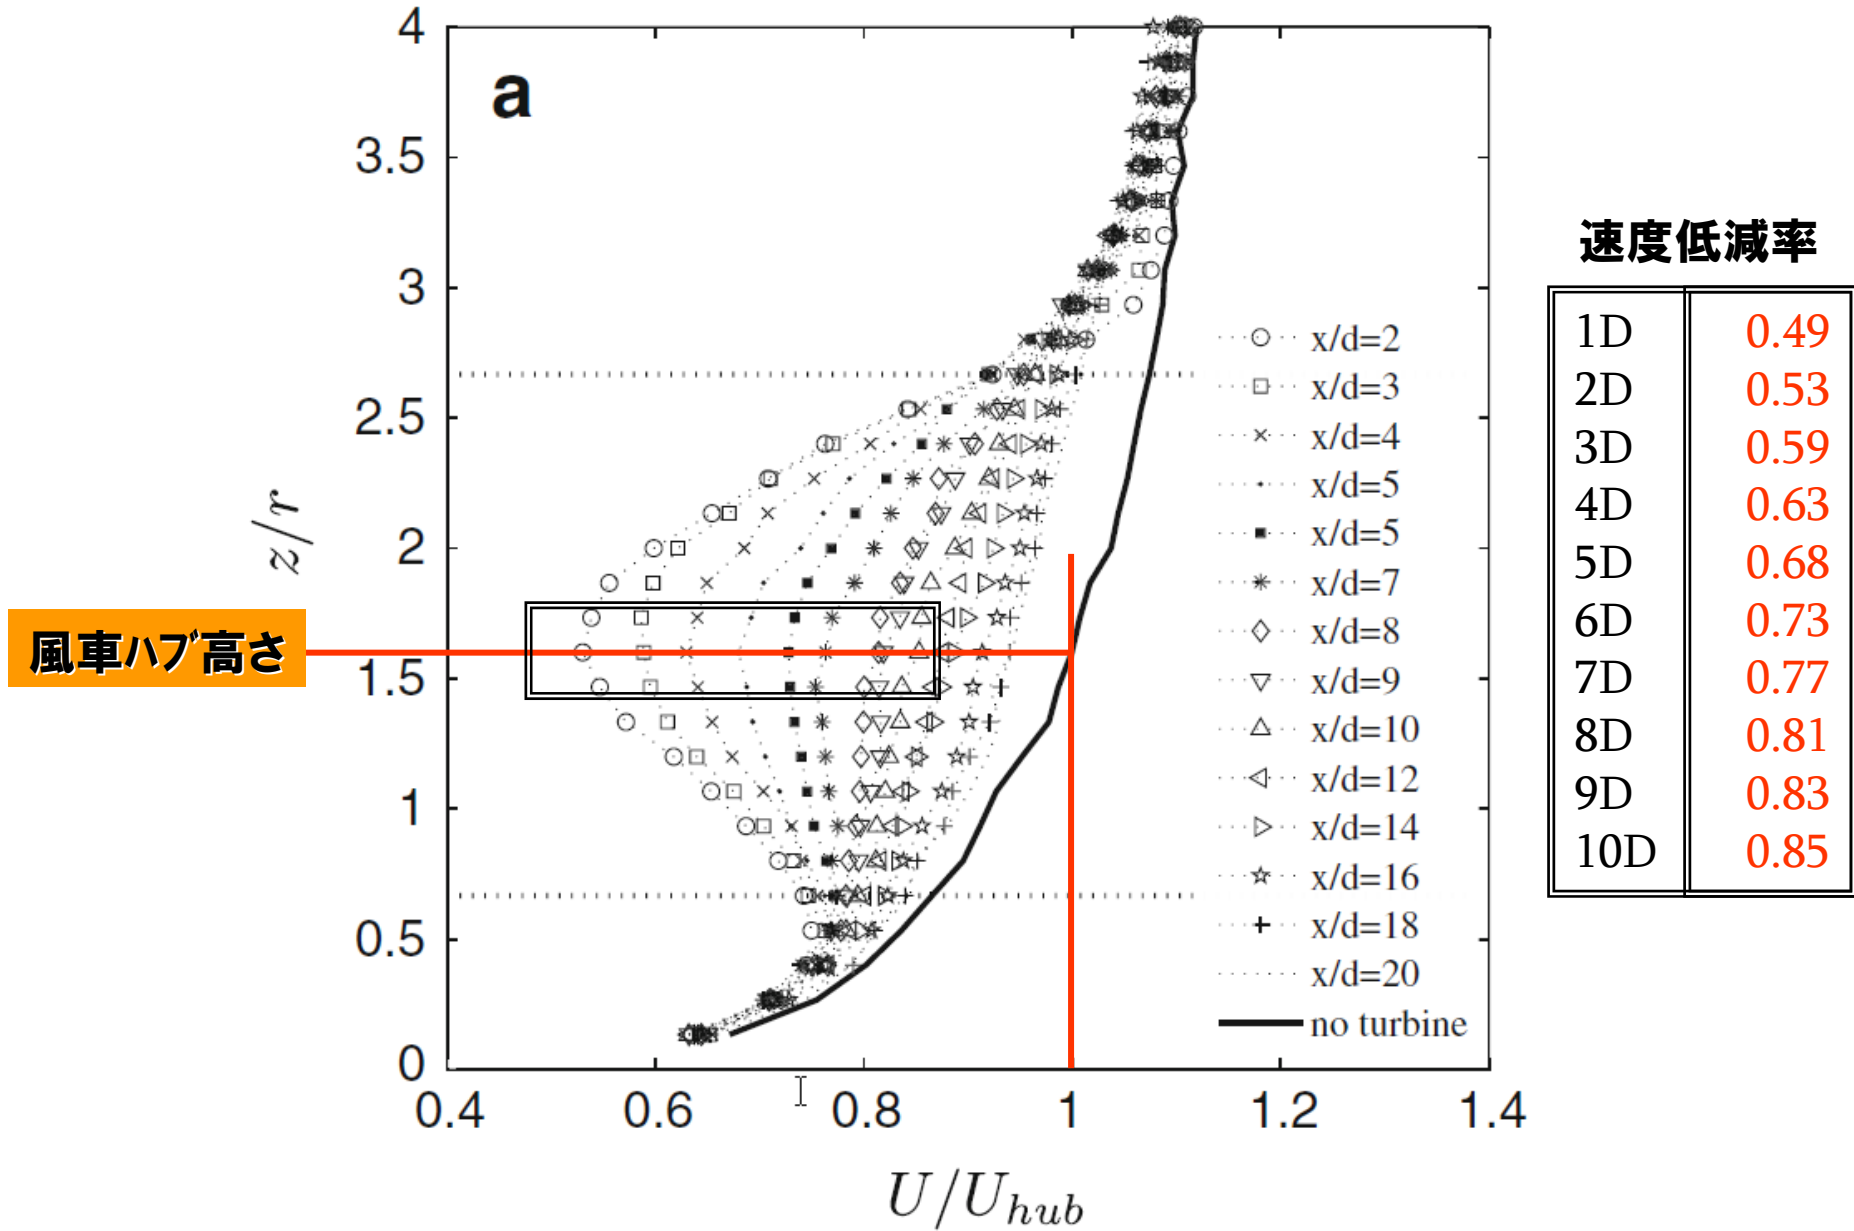 a
4
3.5
3
2.5
2
1.5
1
0.5
0
z/r
0.4 0.6 0.8 1 1.2 1.4
U/U_hub
風車ハブ高さ
x/d=2
x/d=3
x/d=4
x/d=5
x/d=5
x/d=7
x/d=8
x/d=9
x/d=10
x/d=12
x/d=14
x/d=16
x/d=18
x/d=20
no turbine
速度低減率
1D 0.49
2D 0.53
3D 0.59
4D 0.63
5D 0.68
6D 0.73
7D 0.77
8D 0.81
9D 0.83
10D 0.85